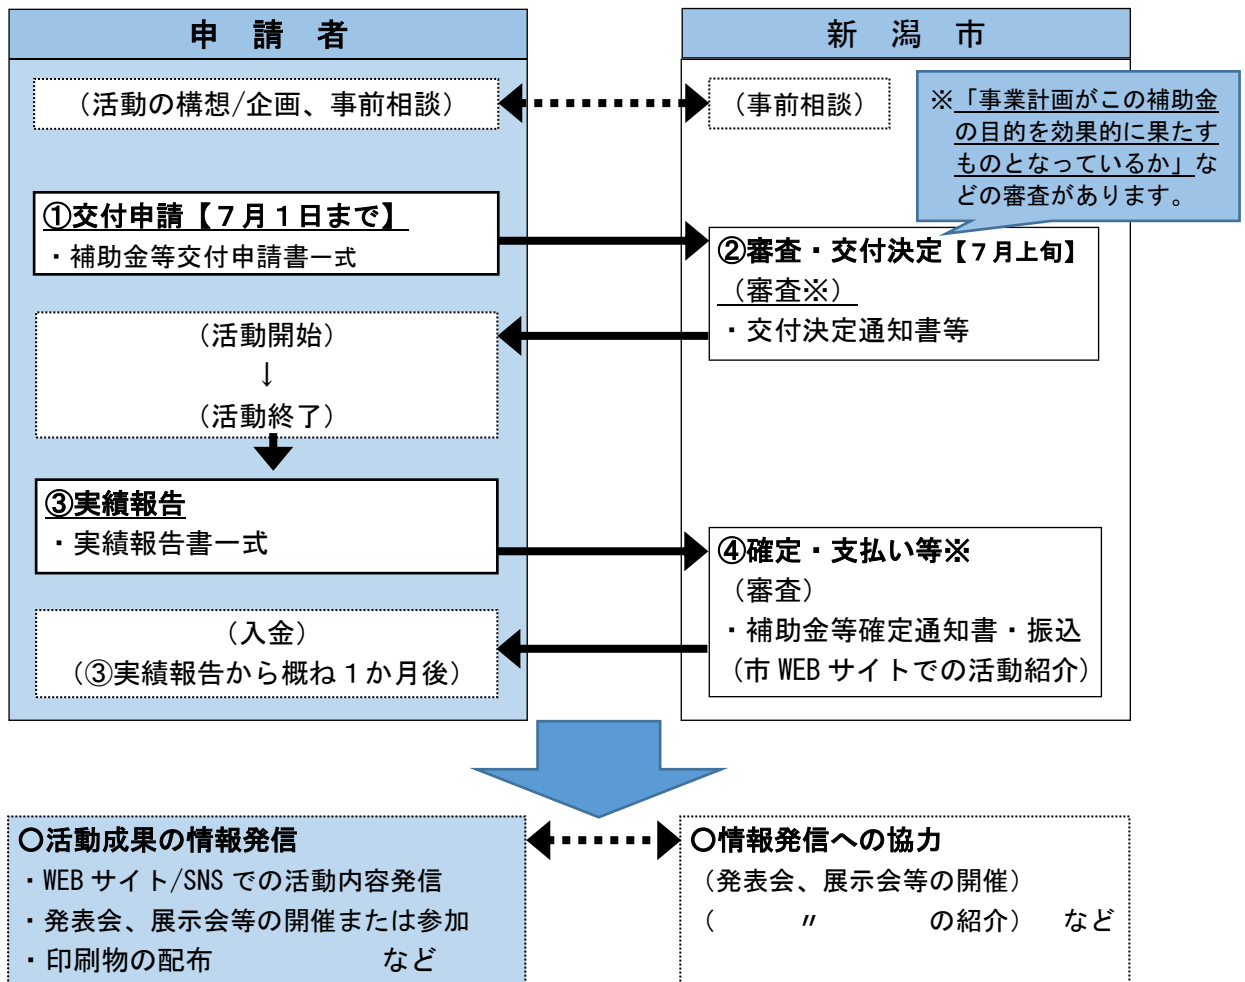 申　請　者
（活動の構想/企画、事前相談）
①交付申請【７月１日まで】
・補助金等交付申請書一式
（活動開始）
↓
（活動終了）
③実績報告
・実績報告書一式
（入金）
（③実績報告から概ね１か月後）
新　潟　市
（事前相談）
※「事業計画がこの補助金
の目的を効果的に果たす
ものとなっているか」な
どの審査があります。
②審査・交付決定【７月上旬】
（審査※）
・交付決定通知書等
④確定・支払い等※
（審査）
・補助金等確定通知書・振込
（市 WEB サイトでの活動紹介）
○活動成果の情報発信
・WEB サイト/SNS での活動内容発信
・発表会、展示会等の開催または参加
・印刷物の配布　　　　　　など
○情報発信への協力
（発表会、展示会等の開催）
（　　　〃　　　　の紹介）　など